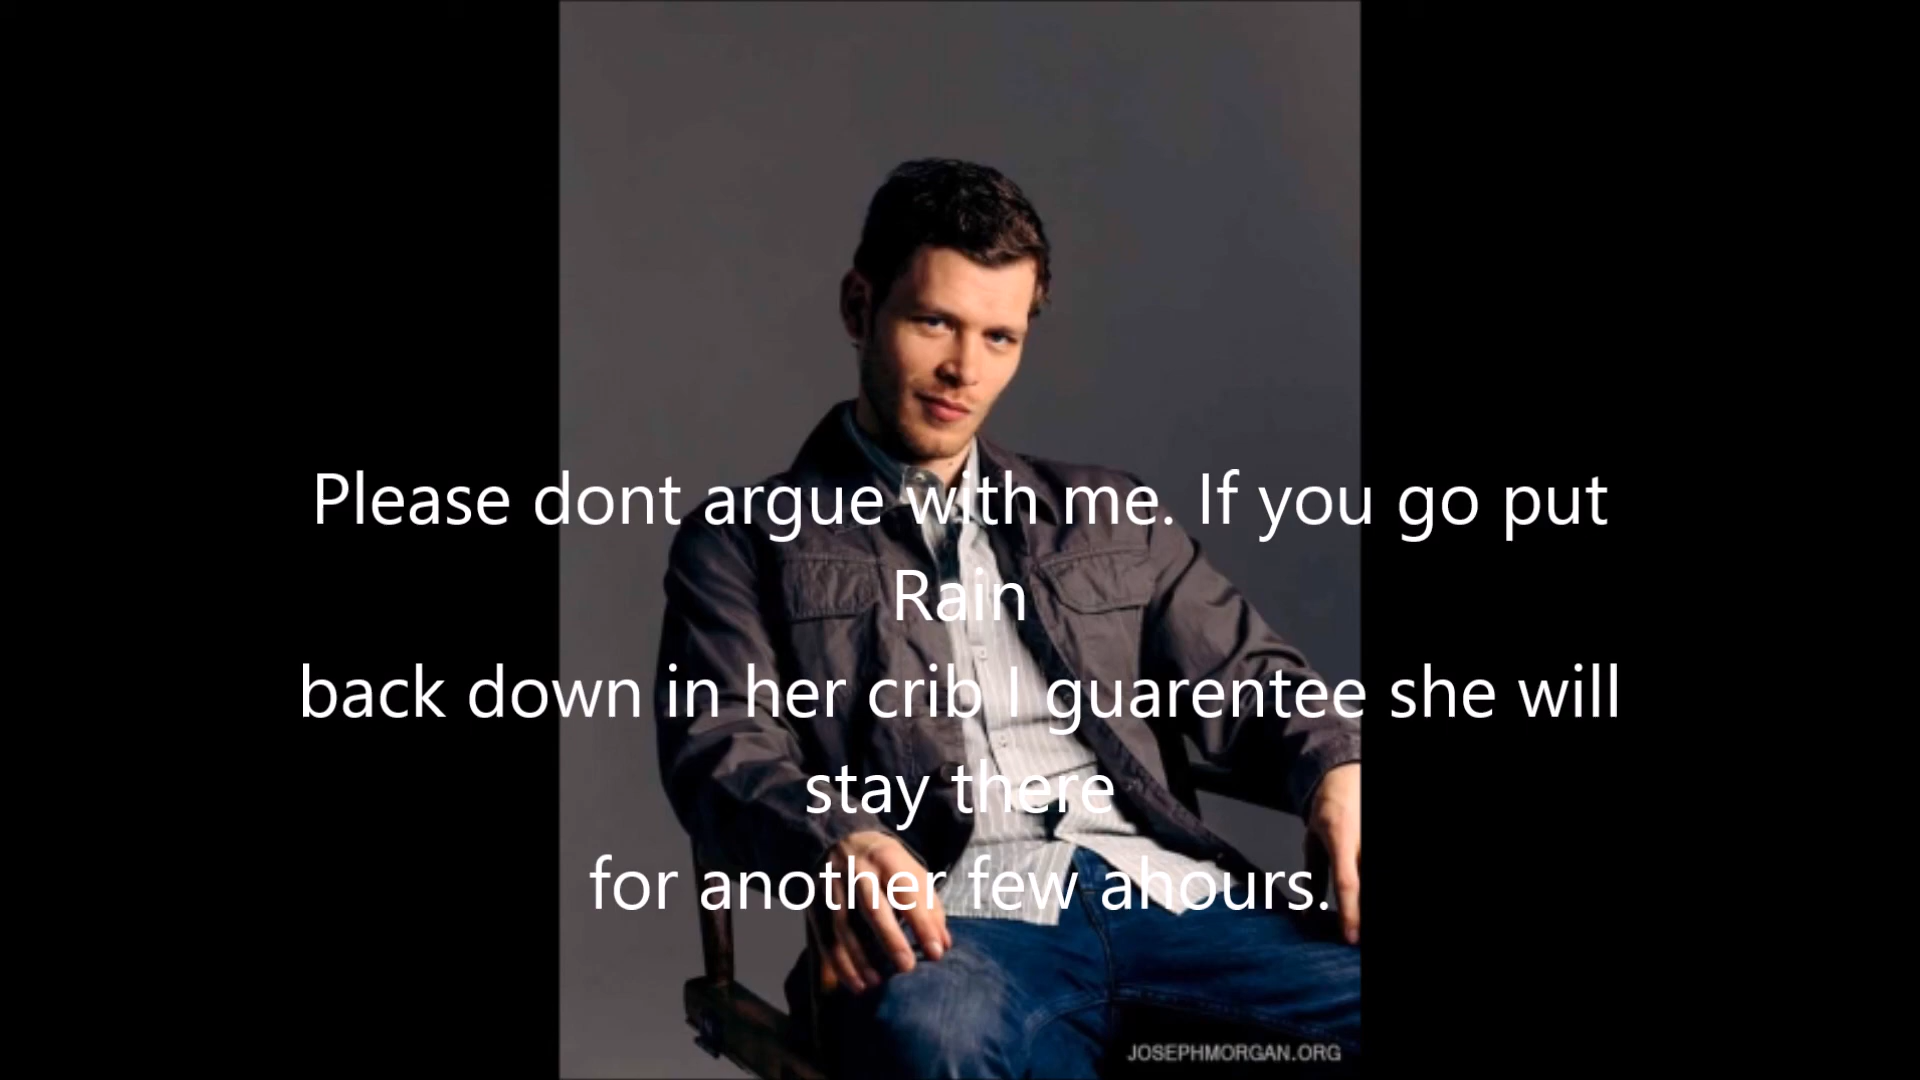 Please dont argue with me. If you go put
Rain
back down in her crib I guarentee she will
stay there
for another few ahours.
JOSEPHMORGAN.ORG